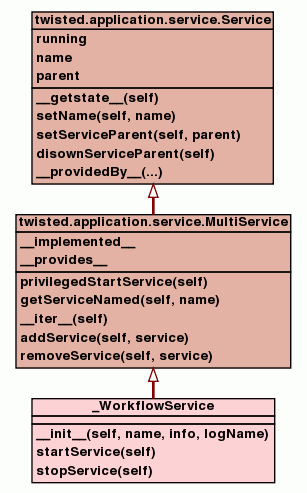 twisted.application.service.Service
running
name
parent
__getstate__(self)
setName(self, name)
setServiceParent(self, parent)
disownServiceParent(self)
__providedBy__(...)
twisted.application.service.MultiService
__implemented__
__provides__
privilegedStartService(self)
getServiceNamed(self, name)
__iter__(self)
addService(self, service)
removeService(self, service)
_WorkflowService
__init__(self, name, info, logName)
startService(self)
stopService(self)